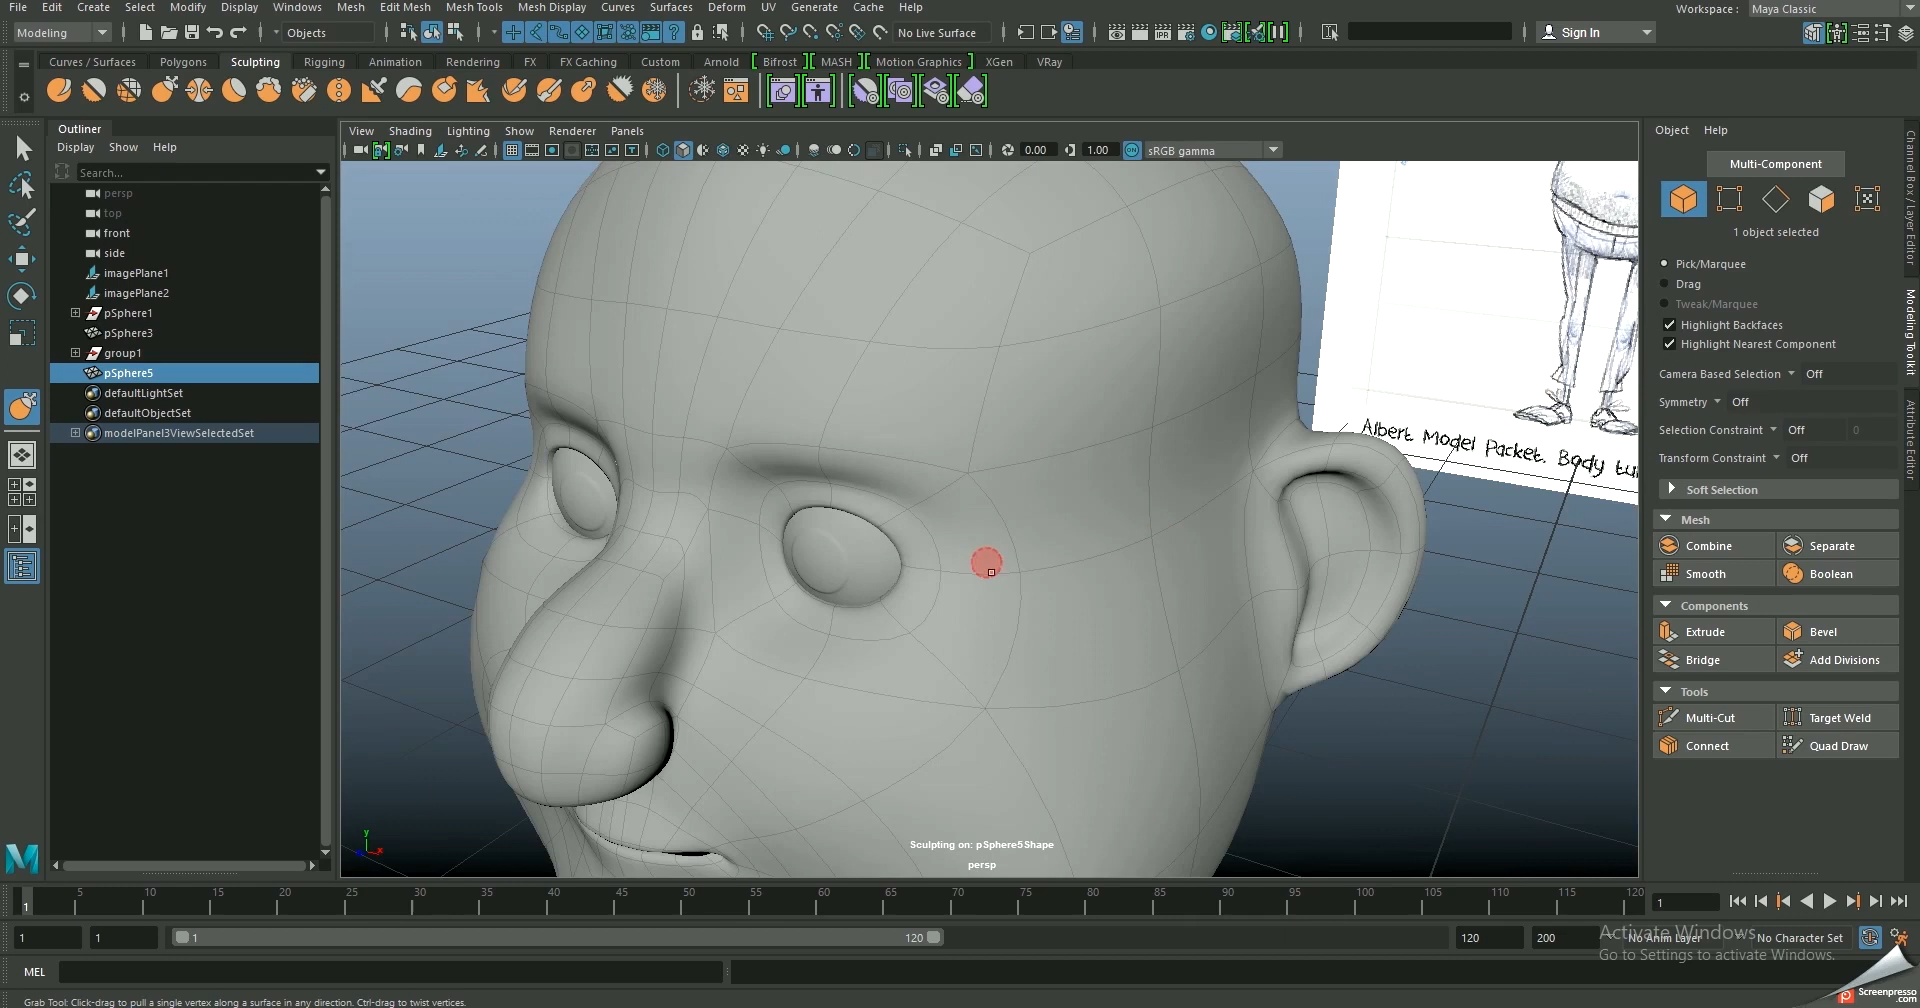 File Edit Create Select Modify Display Windows Mesh Edit Mesh Mesh Tools Mesh Display Curves Surfaces Deform UV Generate Cache Help
Workspace : Maya Classic
Modeling Objects No Live Surface Sign In
Curves / Surfaces Polygons Sculpting Rigging Animation Rendering FX FX Caching Custom Arnold Bifrost MASH Motion Graphics XGen VRay
IPR
Outliner
Display Show Help
Search...
persp
top
front
side
imagePlane1
imagePlane2
pSphere1
pSphere3
group1
pSphere5
defaultLightSet
defaultObjectSet
modelPanel3ViewSelectedSet
View Shading Lighting Show Renderer Panels
0.00 1.00 ON sRGB gamma
Albert Model Packet. Body tu
Sculpting on: pSphere5Shape
persp
y
x
Object Help
Multi-Component
1 object selected
Pick/Marquee
Drag
Tweak/Marquee
Highlight Backfaces
Highlight Nearest Component
Camera Based Selection Off
Symmetry Off
Selection Constraint Off 0
Transform Constraint Off
Soft Selection
Mesh
Combine Separate
Smooth Boolean
Components
Extrude Bevel
Bridge Add Divisions
Tools
Multi-Cut Target Weld
Connect Quad Draw
Channel Box / Layer Editor
Modeling Toolkit
Attribute Editor
5 10 15 20 25 30 35 40 45 50 55 60 65 70 75 80 85 90 95 100 105 110 115 120
1 1
1 1 1 120 120 200 No Anim Layer No Character Set
Activate Windows
Go to Settings to activate Windows.
MEL
Grab Tool: Click-drag to pull a single vertex along a surface in any direction. Ctrl-drag to twist vertices.
Screenpresso
.com